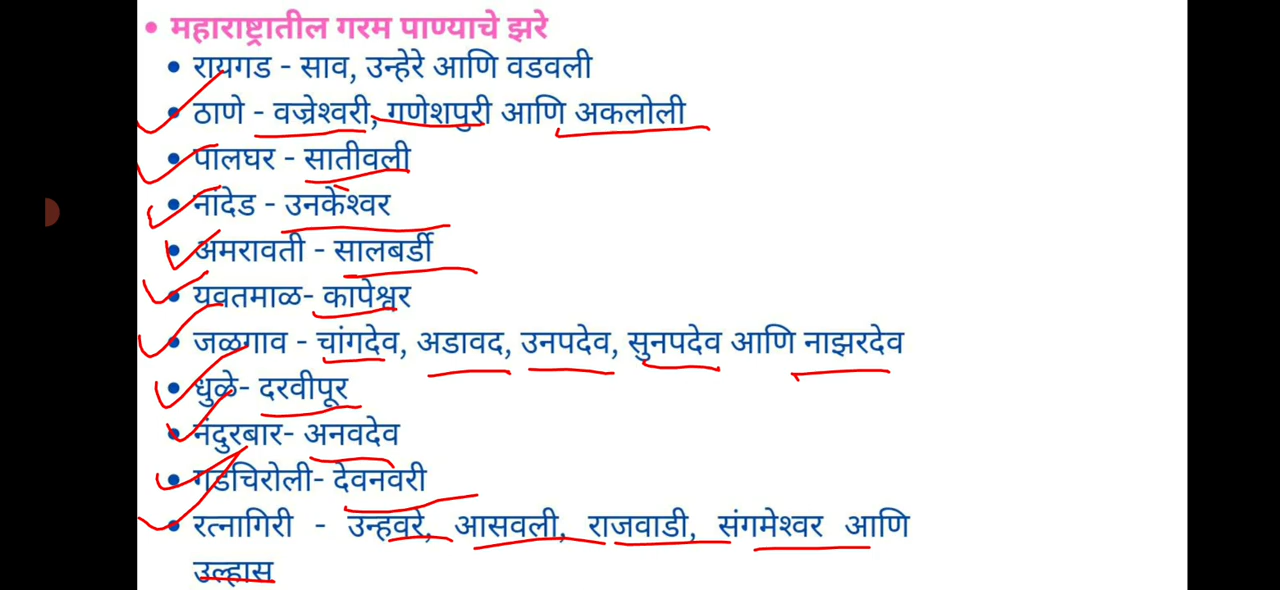 • महाराष्ट्रातील गरम पाण्याचे झरे
• रायगड - साव, उन्हेरे आणि वडवली
• ठाणे - वज्रेश्वरी, गणेशपुरी आणि अकलोली
• पालघर - सातीवली
• नांदेड - उनकेश्वर
• अमरावती - सालबर्डी
• यवतमाळ- कापेश्वर
• जळगाव - चांगदेव, अडावद, उनपदेव, सुनपदेव आणि नाझरदेव
• धुळे- दरवीपूर
• नंदुरबार- अनवदेव
• गडचिरोली- देवनवरी
• रत्नागिरी - उन्हवरे, आसवली, राजवाडी, संगमेश्वर आणि
उल्हास